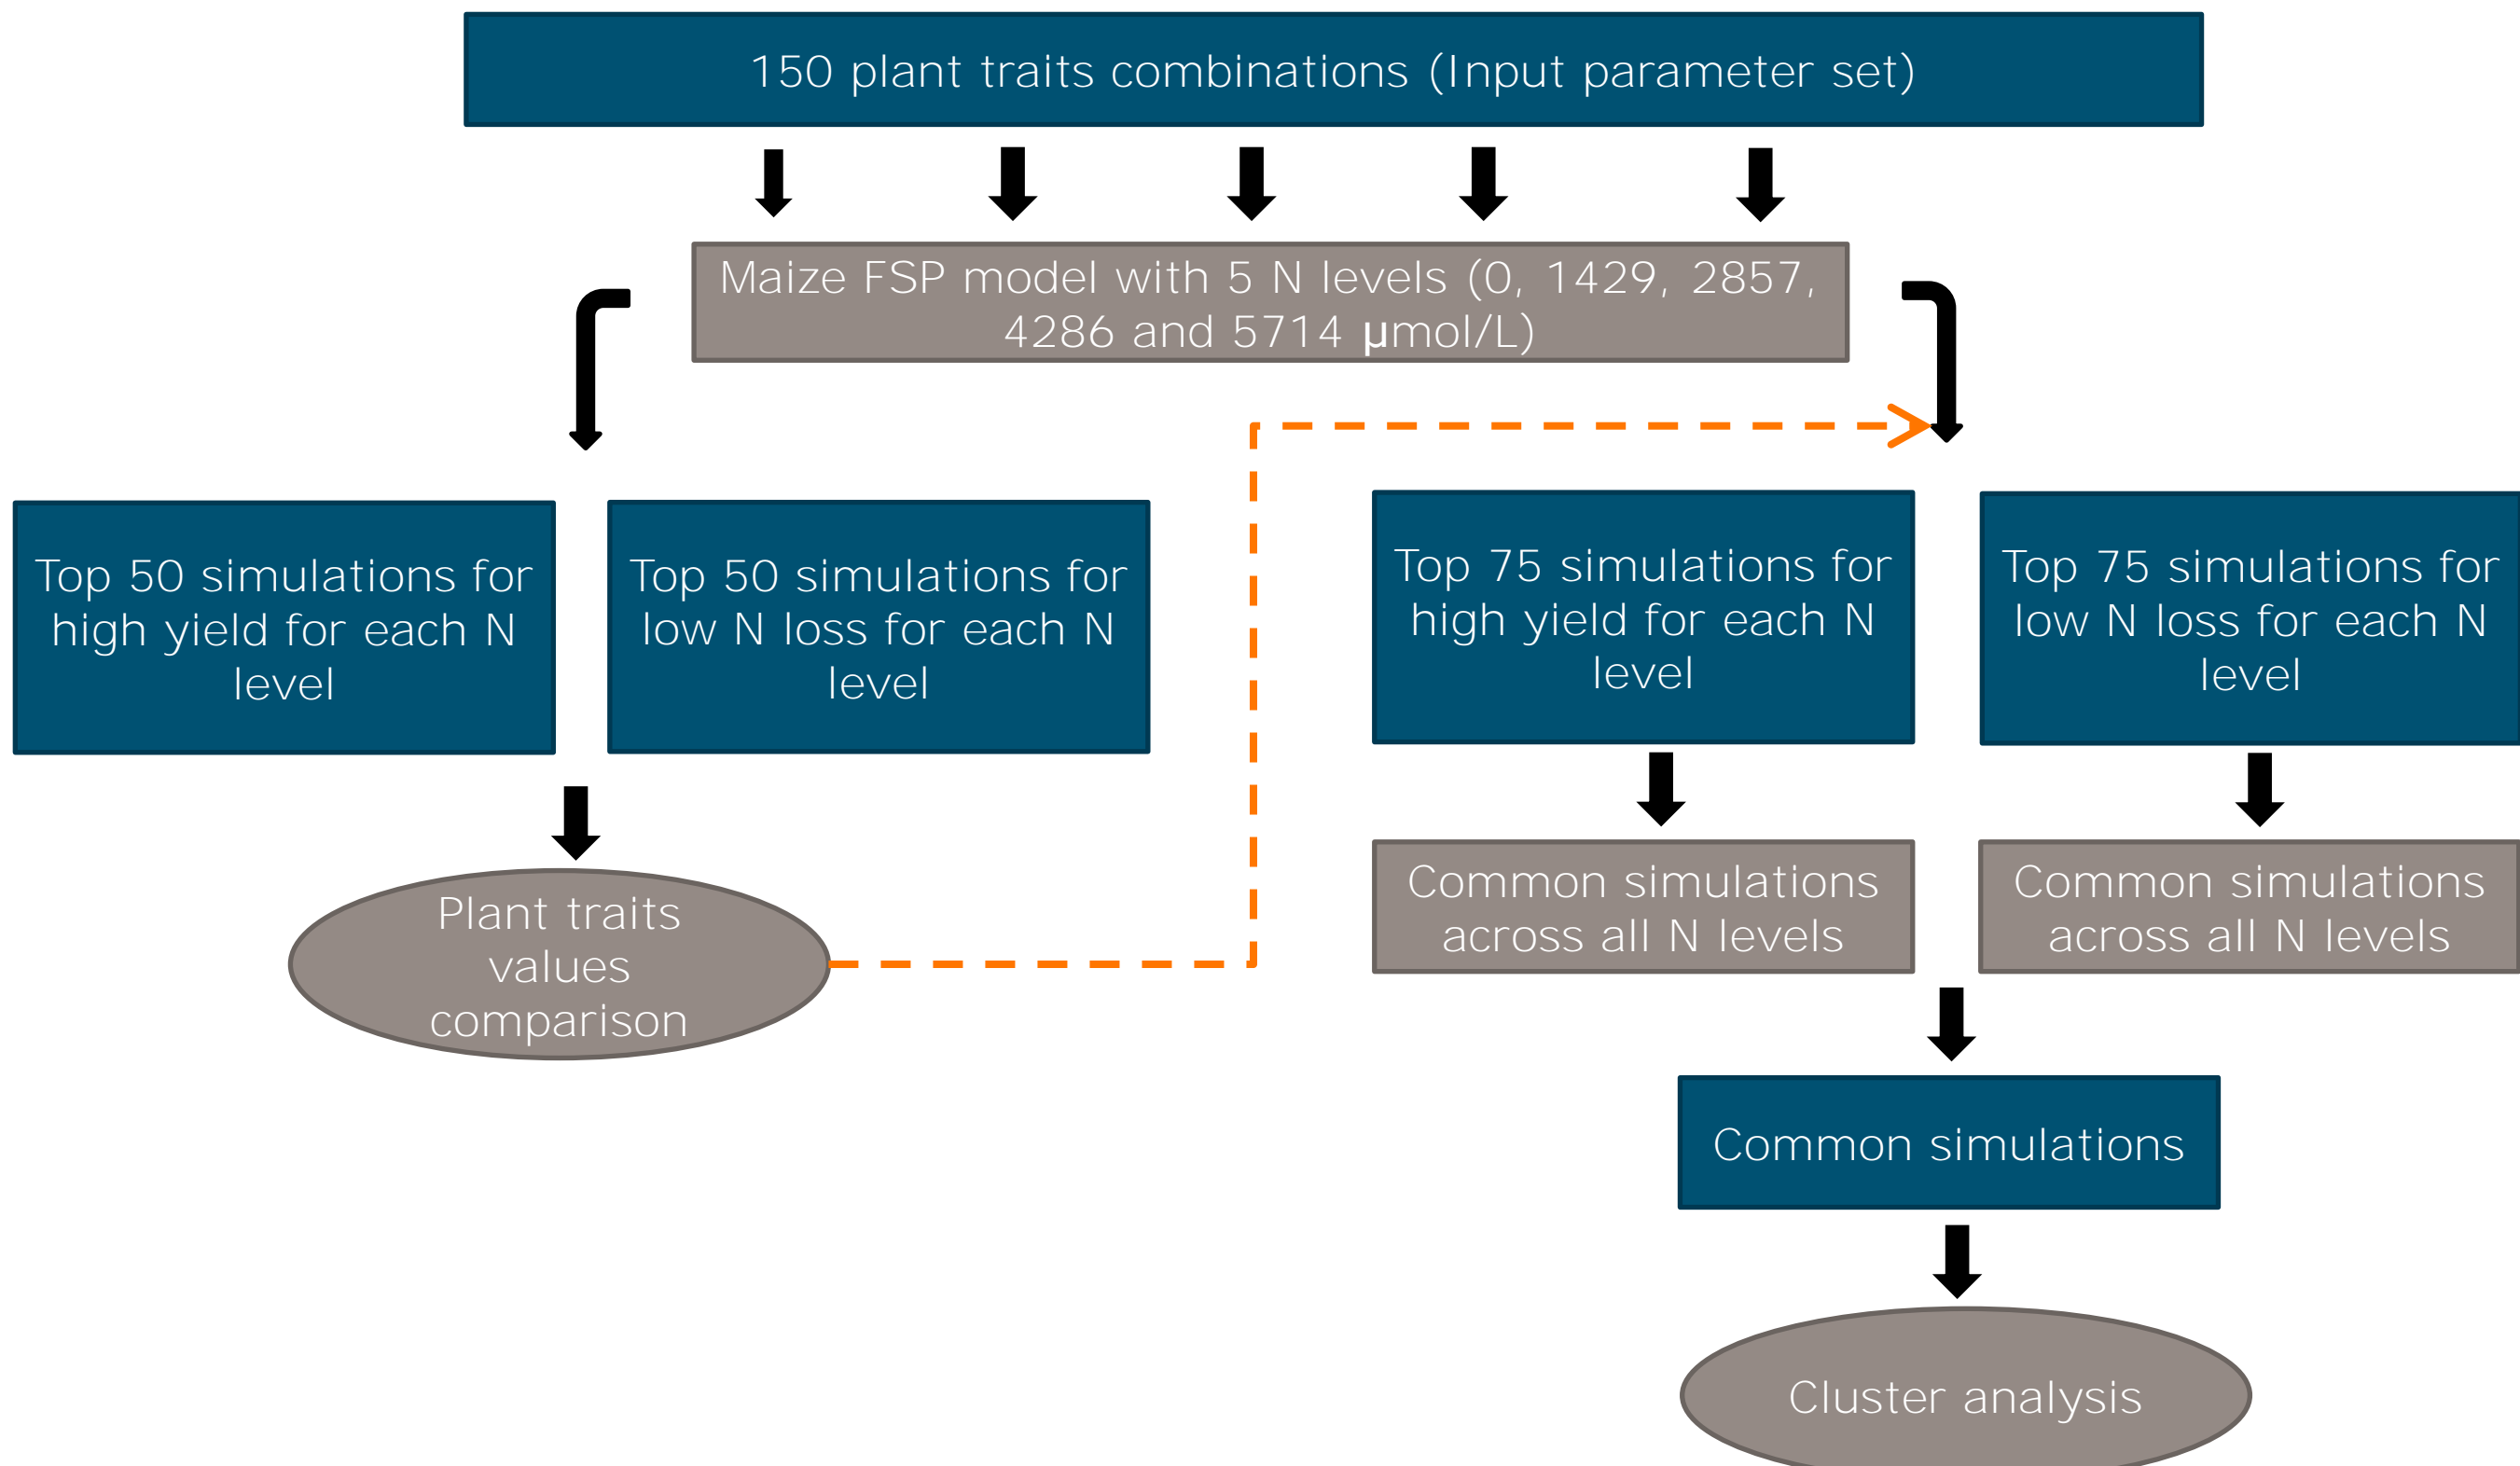 150 plant traits combinations (Input parameter set)
Maize FSP model with 5 N levels (0, 1429, 2857,
4286 and 5714 µmol/L)
Top 50 simulations for
high yield for each N
level
Top 50 simulations for
low N loss for each N
level
Top 75 simulations for
high yield for each N
level
Top 75 simulations for
low N loss for each N
level
Plant traits
values
comparison
Common simulations
across all N levels
Common simulations
across all N levels
Common simulations
Cluster analysis